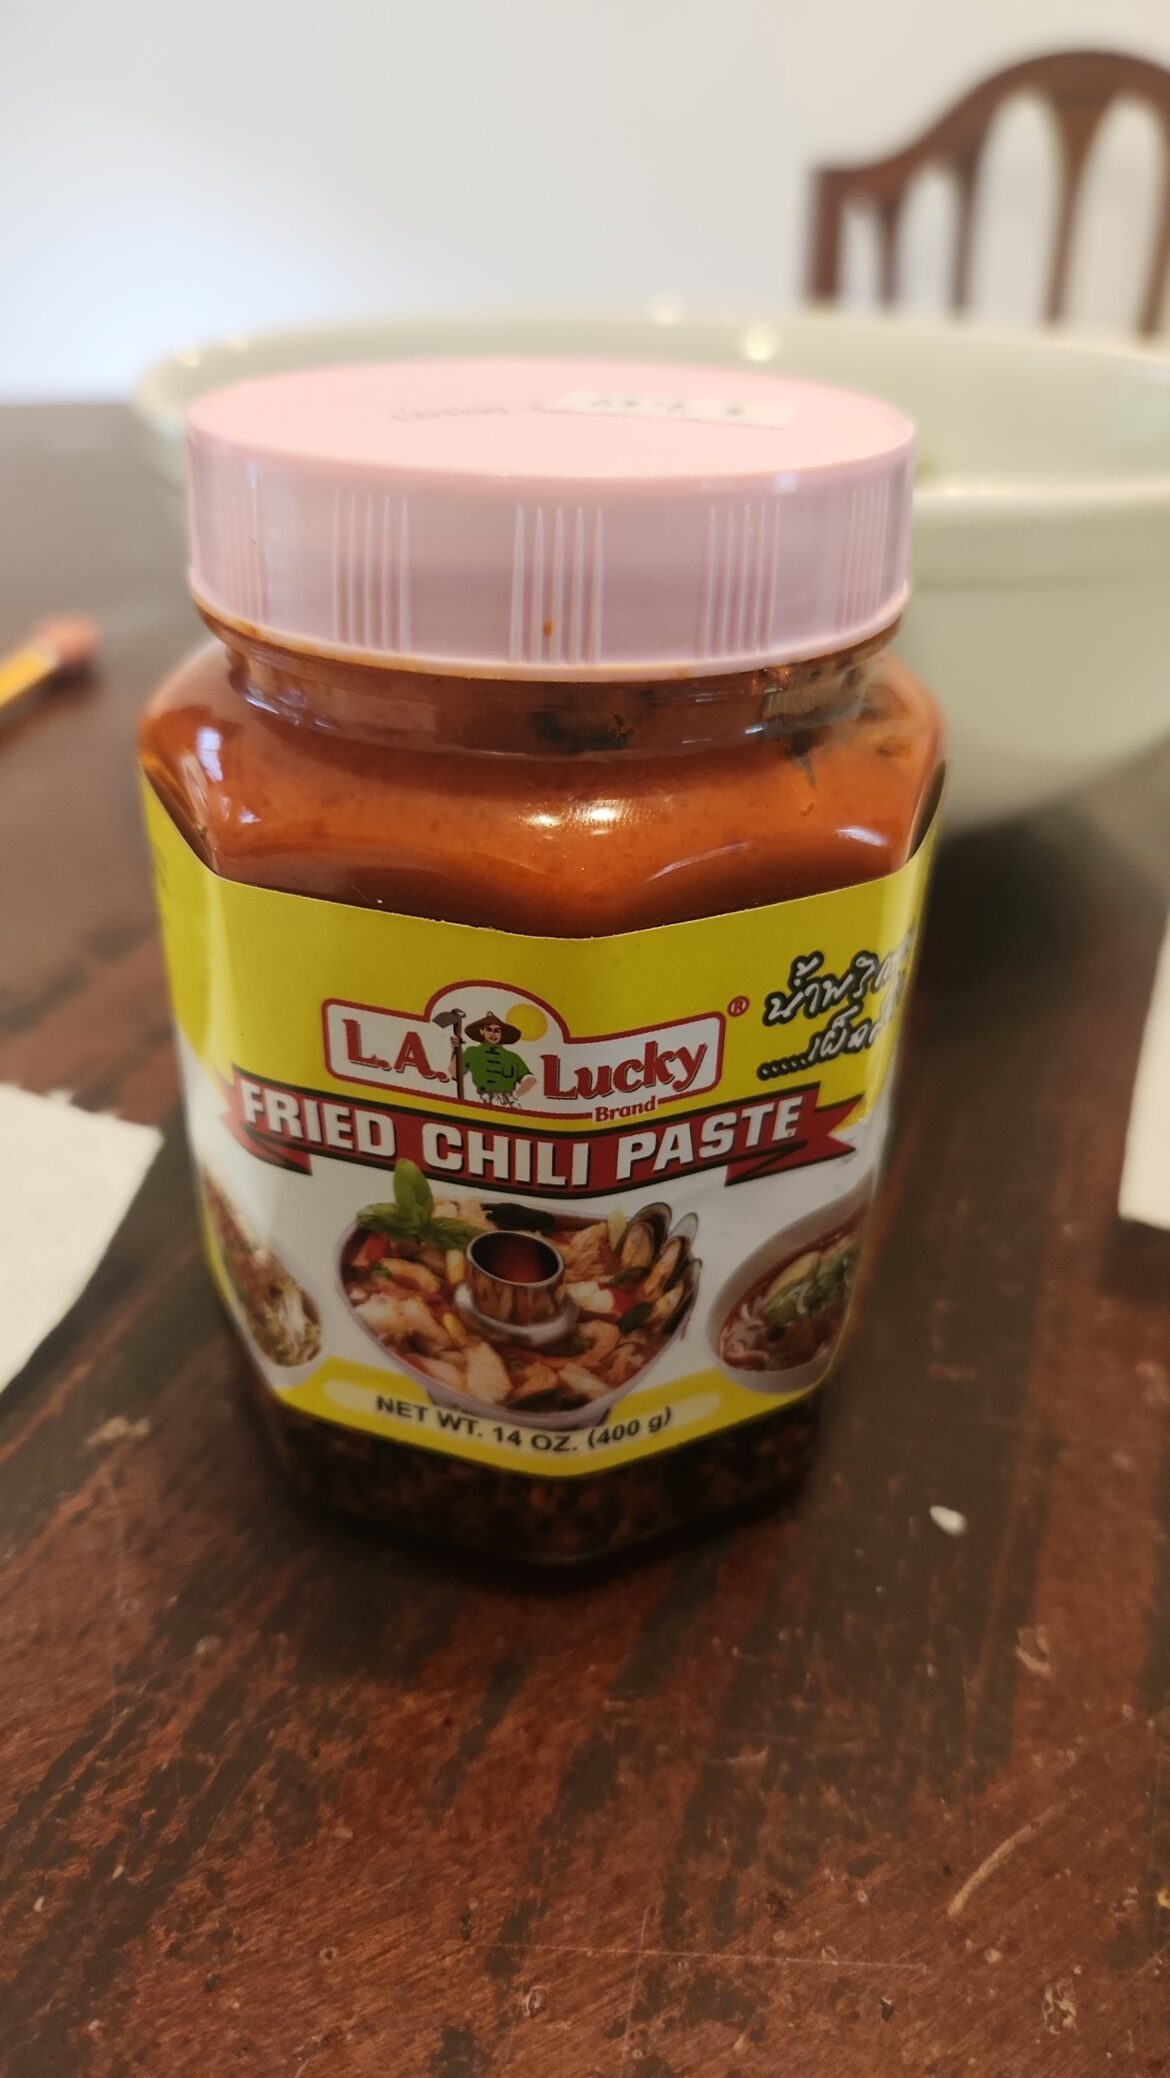 L.A. Lucky ®
Brand
FRIED CHILI PASTE
NET WT. 14 OZ. (400 g)